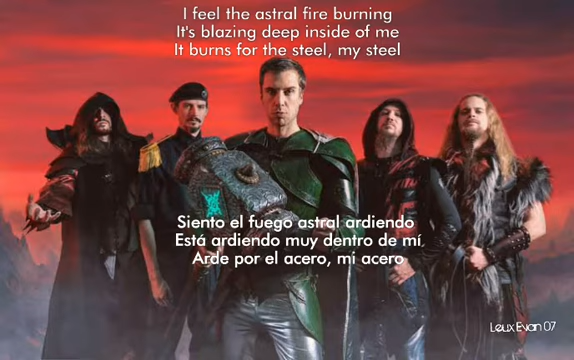 I feel the astral fire burning
It's blazing deep inside of me
It burns for the steel, my steel
Siento el fuego astral ardiendo
Está ardiendo muy dentro de mí
Arde por el acero, mí acero
Leux Evan 07